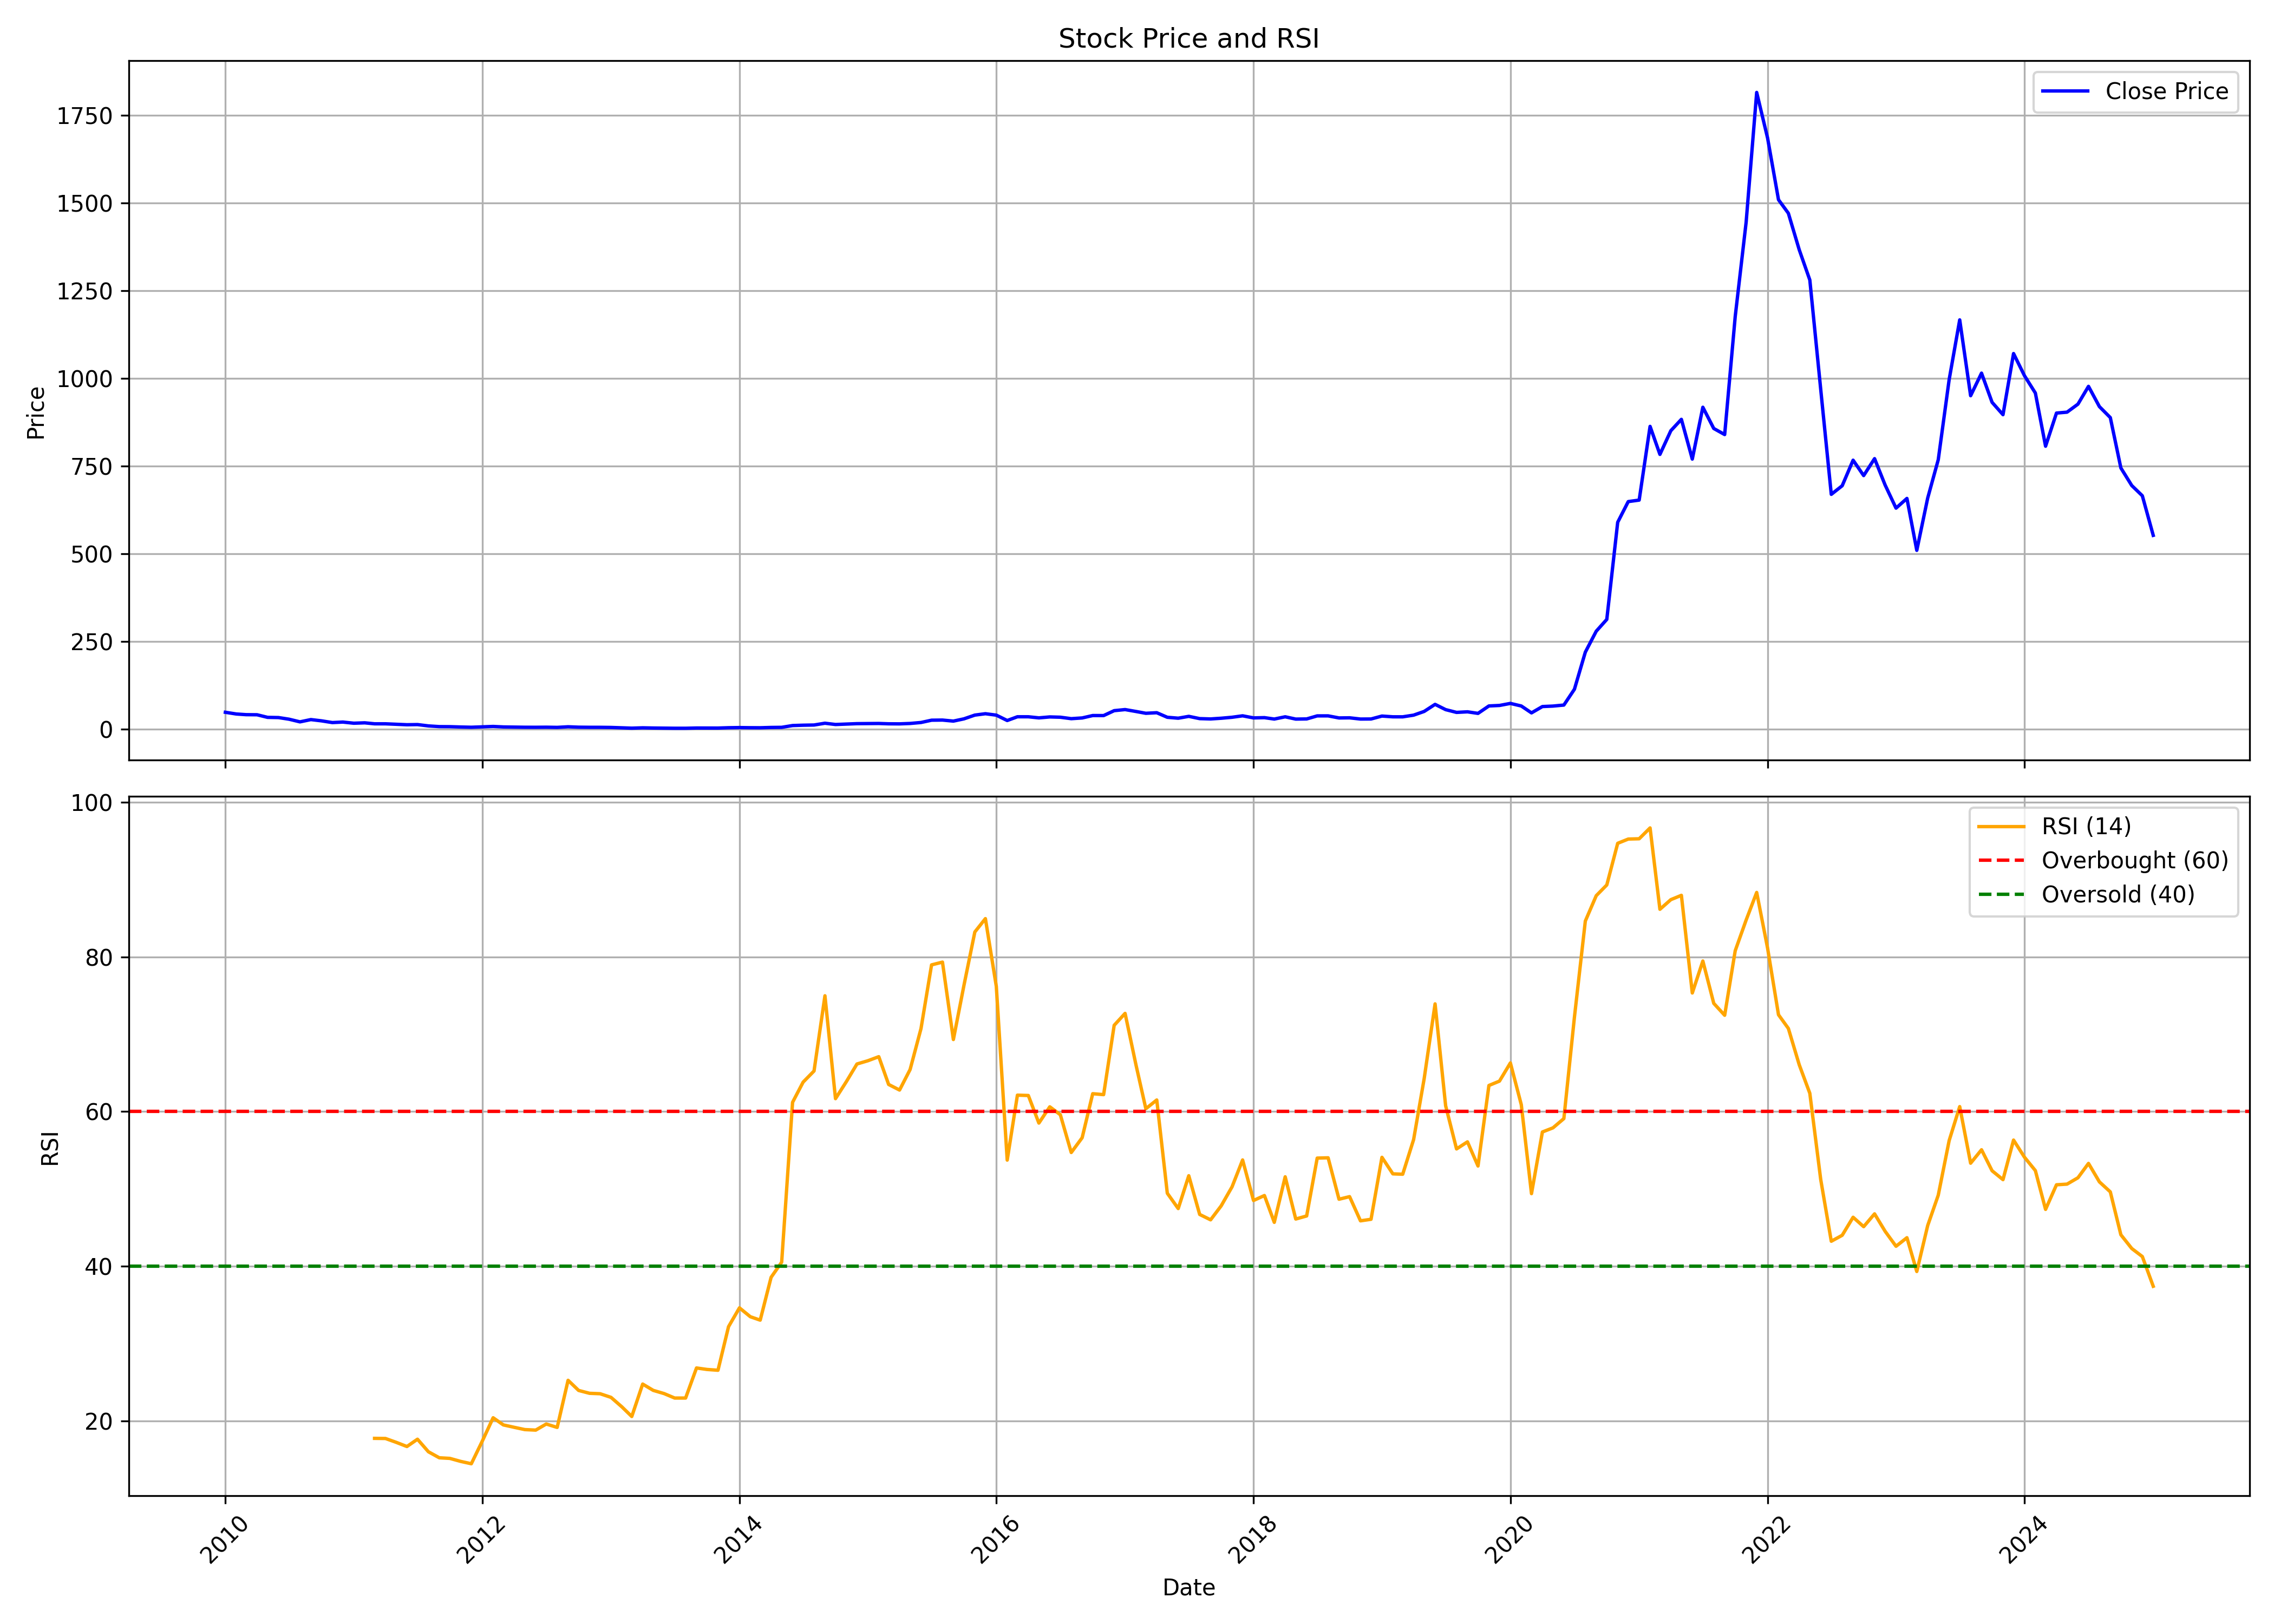 Stock Price and RSI
Close Price
1750
1500
1250
1000
750
500
250
0
Price
RSI (14)
Overbought (60)
Oversold (40)
100
80
60
40
20
RSI
2010
2012
2014
2016
2018
2020
2022
2024
Date